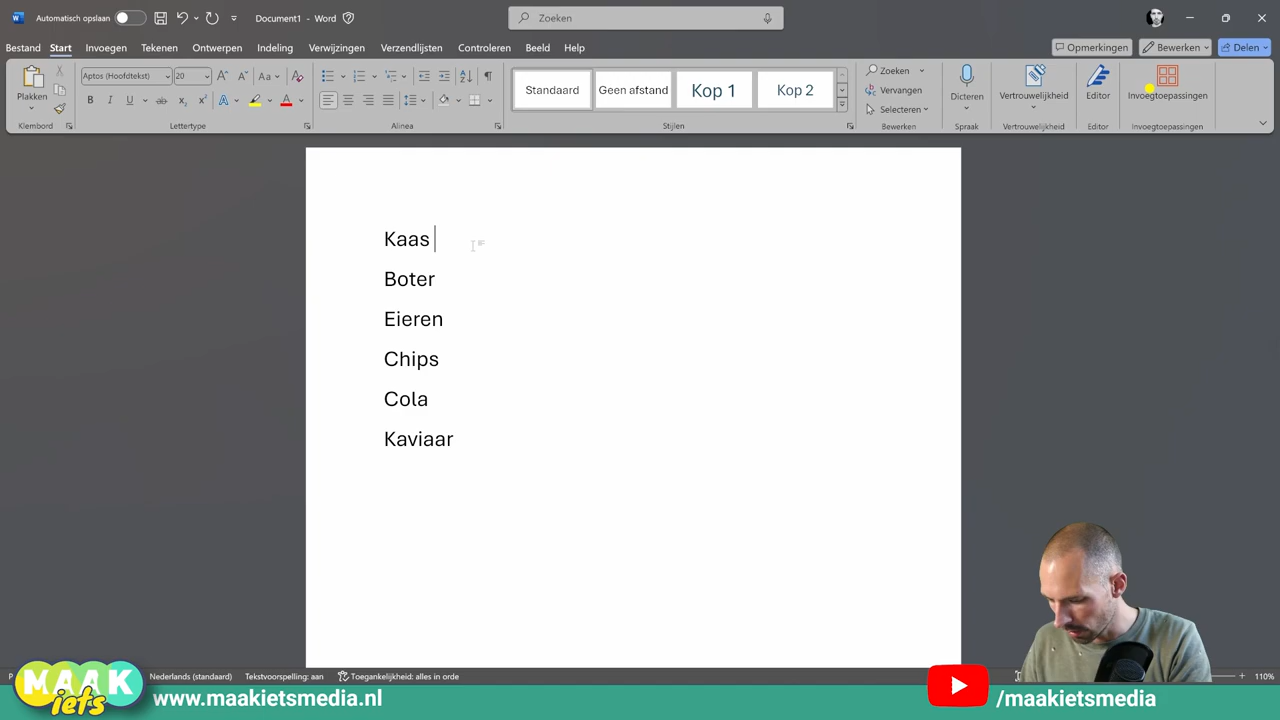 Automatisch opslaan
Document1 - Word
Zoeken
Bestand Start Invoegen Tekenen Ontwerpen Indeling Verwijzingen Verzendlijsten Controleren Beeld Help
Opmerkingen Bewerken Delen
Plakken
Klembord
Aptos (Hoofdtekst) 20
Lettertype
Alinea
Standaard Geen afstand Kop 1 Kop 2
Stijlen
Zoeken
Vervangen
Selecteren
Bewerken
Dicteren
Spraak
Vertrouwelijkheid
Vertrouwelijkheid
Editor
Editor
Invoegtoepassingen
Invoegtoepassingen
Kaas
Boter
Eieren
Chips
Cola
Kaviaar
Nederlands (standaard) Tekstvoorspelling: aan Toegankelijkheid: alles in orde
110%
MAAK
iets
www.maakietsmedia.nl
/maakietsmedia